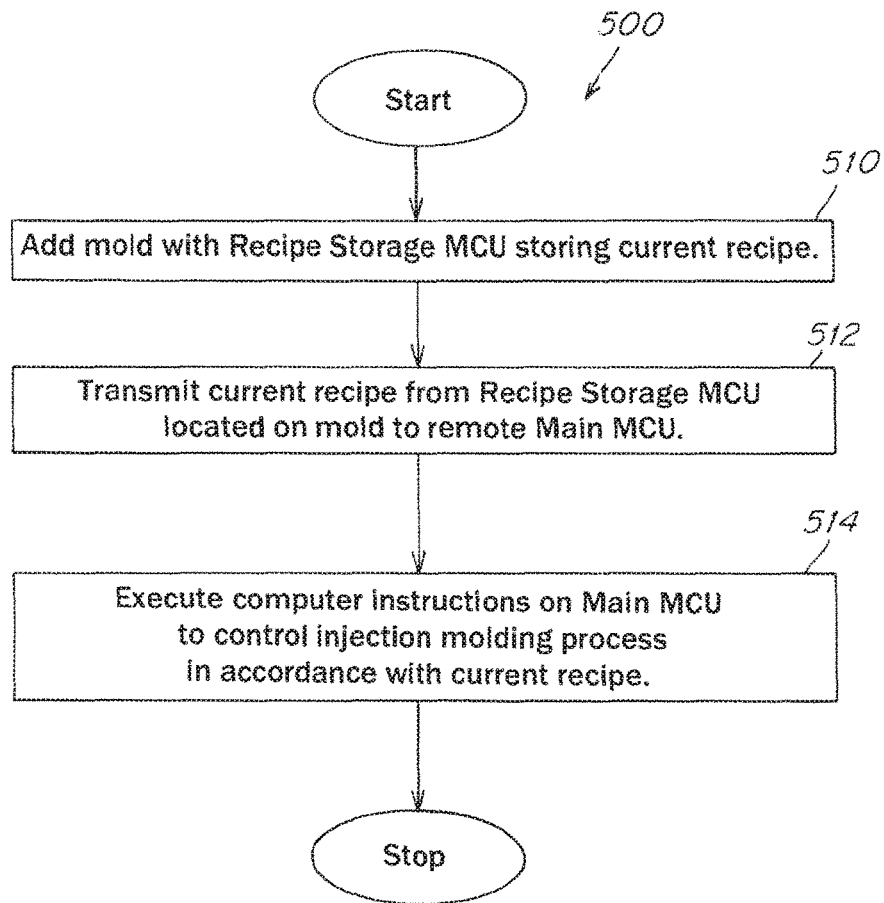 500
Start
510
Add mold with Recipe Storage MCU storing current recipe.
512
Transmit current recipe from Recipe Storage MCU
located on mold to remote Main MCU.
514
Execute computer instructions on Main MCU
to control injection molding process
in accordance with current recipe.
Stop